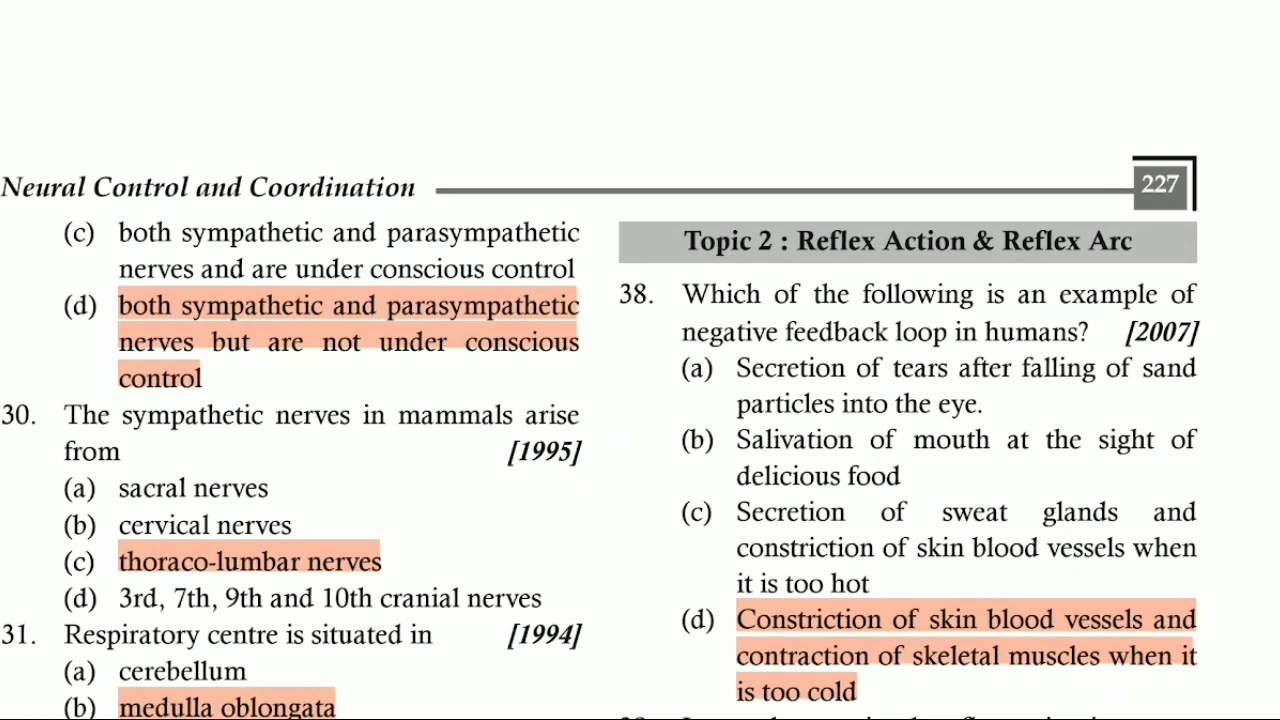 Neural Control and Coordination
227
(c) both sympathetic and parasympathetic
nerves and are under conscious control
(d) both sympathetic and parasympathetic
nerves but are not under conscious
control
30. The sympathetic nerves in mammals arise
from [1995]
(a) sacral nerves
(b) cervical nerves
(c) thoraco-lumbar nerves
(d) 3rd, 7th, 9th and 10th cranial nerves
31. Respiratory centre is situated in [1994]
(a) cerebellum
(b) medulla oblongata
Topic 2 : Reflex Action & Reflex Arc
38. Which of the following is an example of
negative feedback loop in humans? [2007]
(a) Secretion of tears after falling of sand
particles into the eye.
(b) Salivation of mouth at the sight of
delicious food
(c) Secretion of sweat glands and
constriction of skin blood vessels when
it is too hot
(d) Constriction of skin blood vessels and
contraction of skeletal muscles when it
is too cold